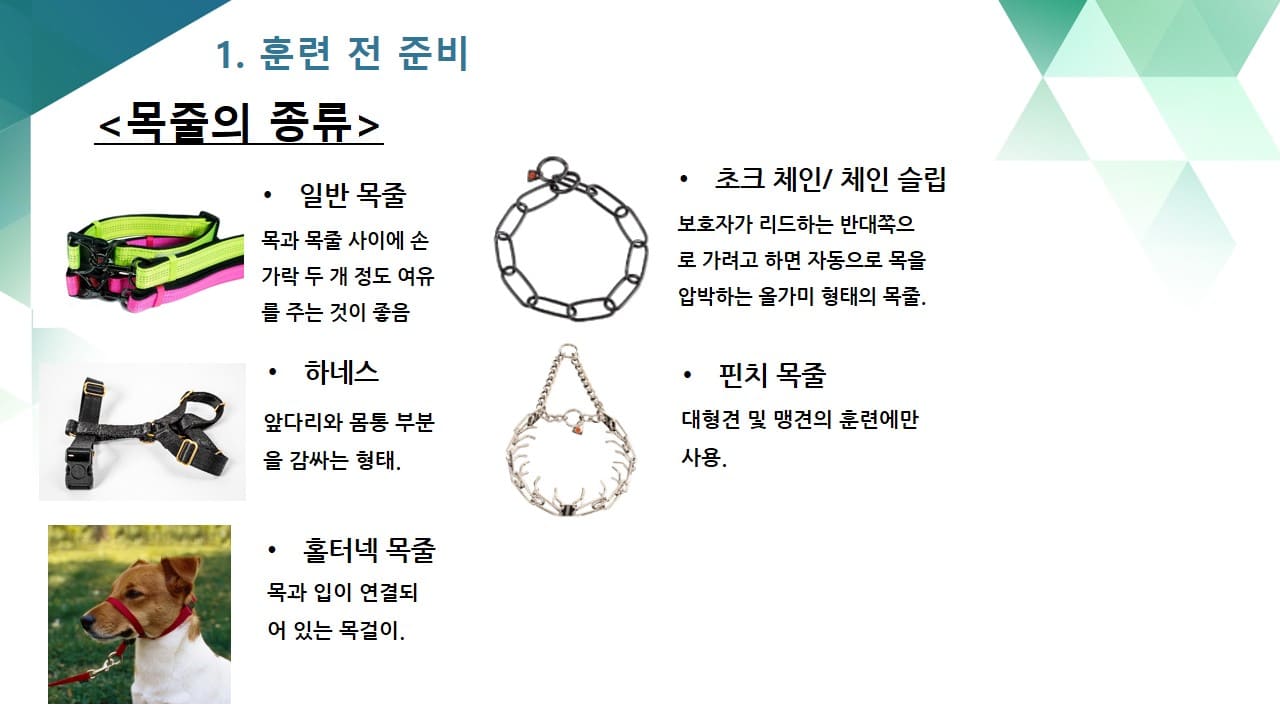 1. 훈련 전 준비
<목줄의 종류>
• 일반 목줄
목과 목줄 사이에 손
가락 두 개 정도 여유
를 주는 것이 좋음
• 하네스
앞다리와 몸통 부분
을 감싸는 형태.
• 홀터넥 목줄
목과 입이 연결되
어 있는 목걸이.
• 초크 체인/ 체인 슬립
보호자가 리드하는 반대쪽으
로 가려고 하면 자동으로 목을
압박하는 올가미 형태의 목줄.
• 핀치 목줄
대형견 및 맹견의 훈련에만
사용.